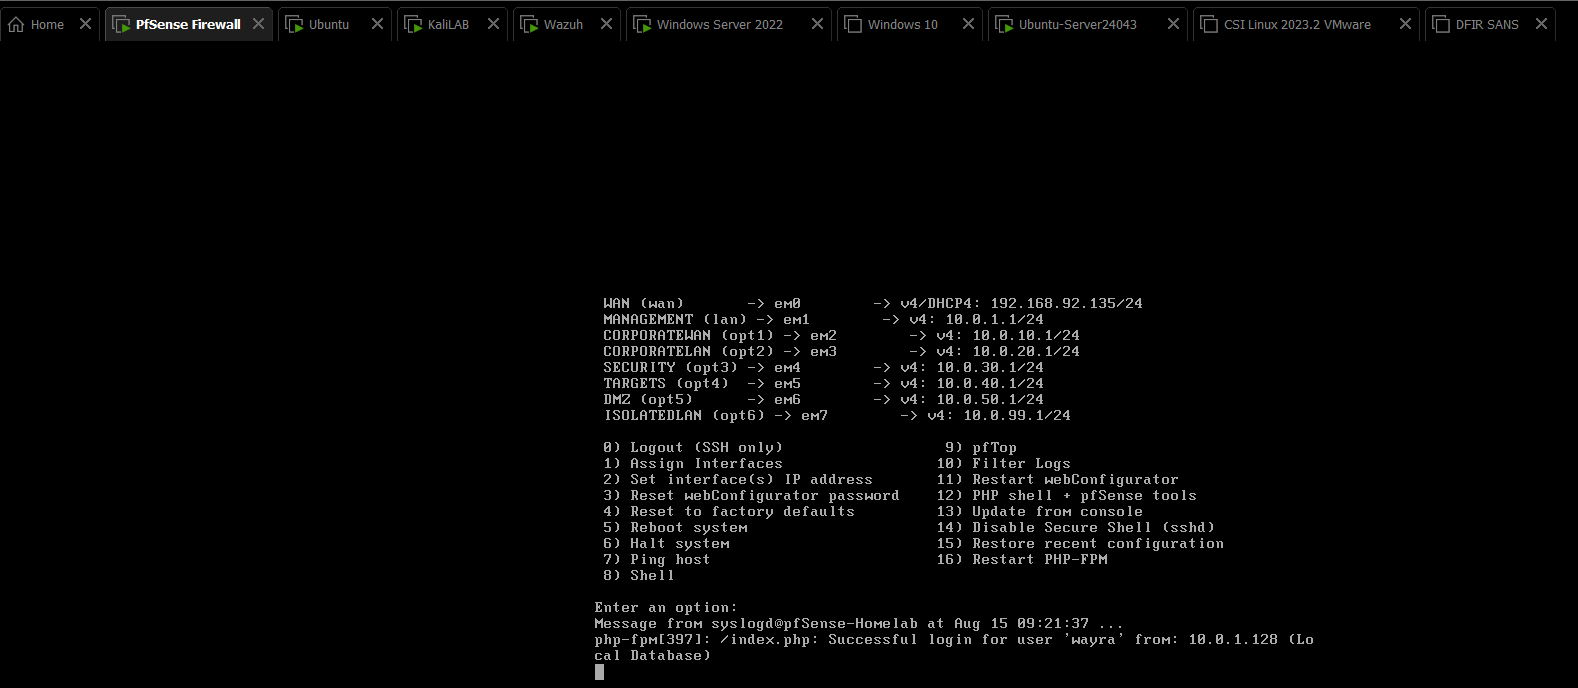 Home PfSense Firewall Ubuntu KaliLAB Wazuh Windows Server 2022 Windows 10 Ubuntu-Server24043 CSI Linux 2023.2 VMware DFIR SANS
WAN (wan) -> em0 -> v4/DHCP4: 192.168.92.135/24
MANAGEMENT (lan) -> em1 -> v4: 10.0.1.1/24
CORPORATEWAN (opt1) -> em2 -> v4: 10.0.10.1/24
CORPORATELAN (opt2) -> em3 -> v4: 10.0.20.1/24
SECURITY (opt3) -> em4 -> v4: 10.0.30.1/24
TARGETS (opt4) -> em5 -> v4: 10.0.40.1/24
DMZ (opt5) -> em6 -> v4: 10.0.50.1/24
ISOLATEDLAN (opt6) -> em7 -> v4: 10.0.99.1/24
0) Logout (SSH only) 9) pfTop
1) Assign Interfaces 10) Filter Logs
2) Set interface(s) IP address 11) Restart webConfigurator
3) Reset webConfigurator password 12) PHP shell + pfSense tools
4) Reset to factory defaults 13) Update from console
5) Reboot system 14) Disable Secure Shell (sshd)
6) Halt system 15) Restore recent configuration
7) Ping host 16) Restart PHP-FPM
8) Shell
Enter an option:
Message from syslogd@pfSense-Homelab at Aug 15 09:21:37 ...
php-fpm[397]: /index.php: Successful login for user 'wayra' from: 10.0.1.128 (Lo
cal Database)